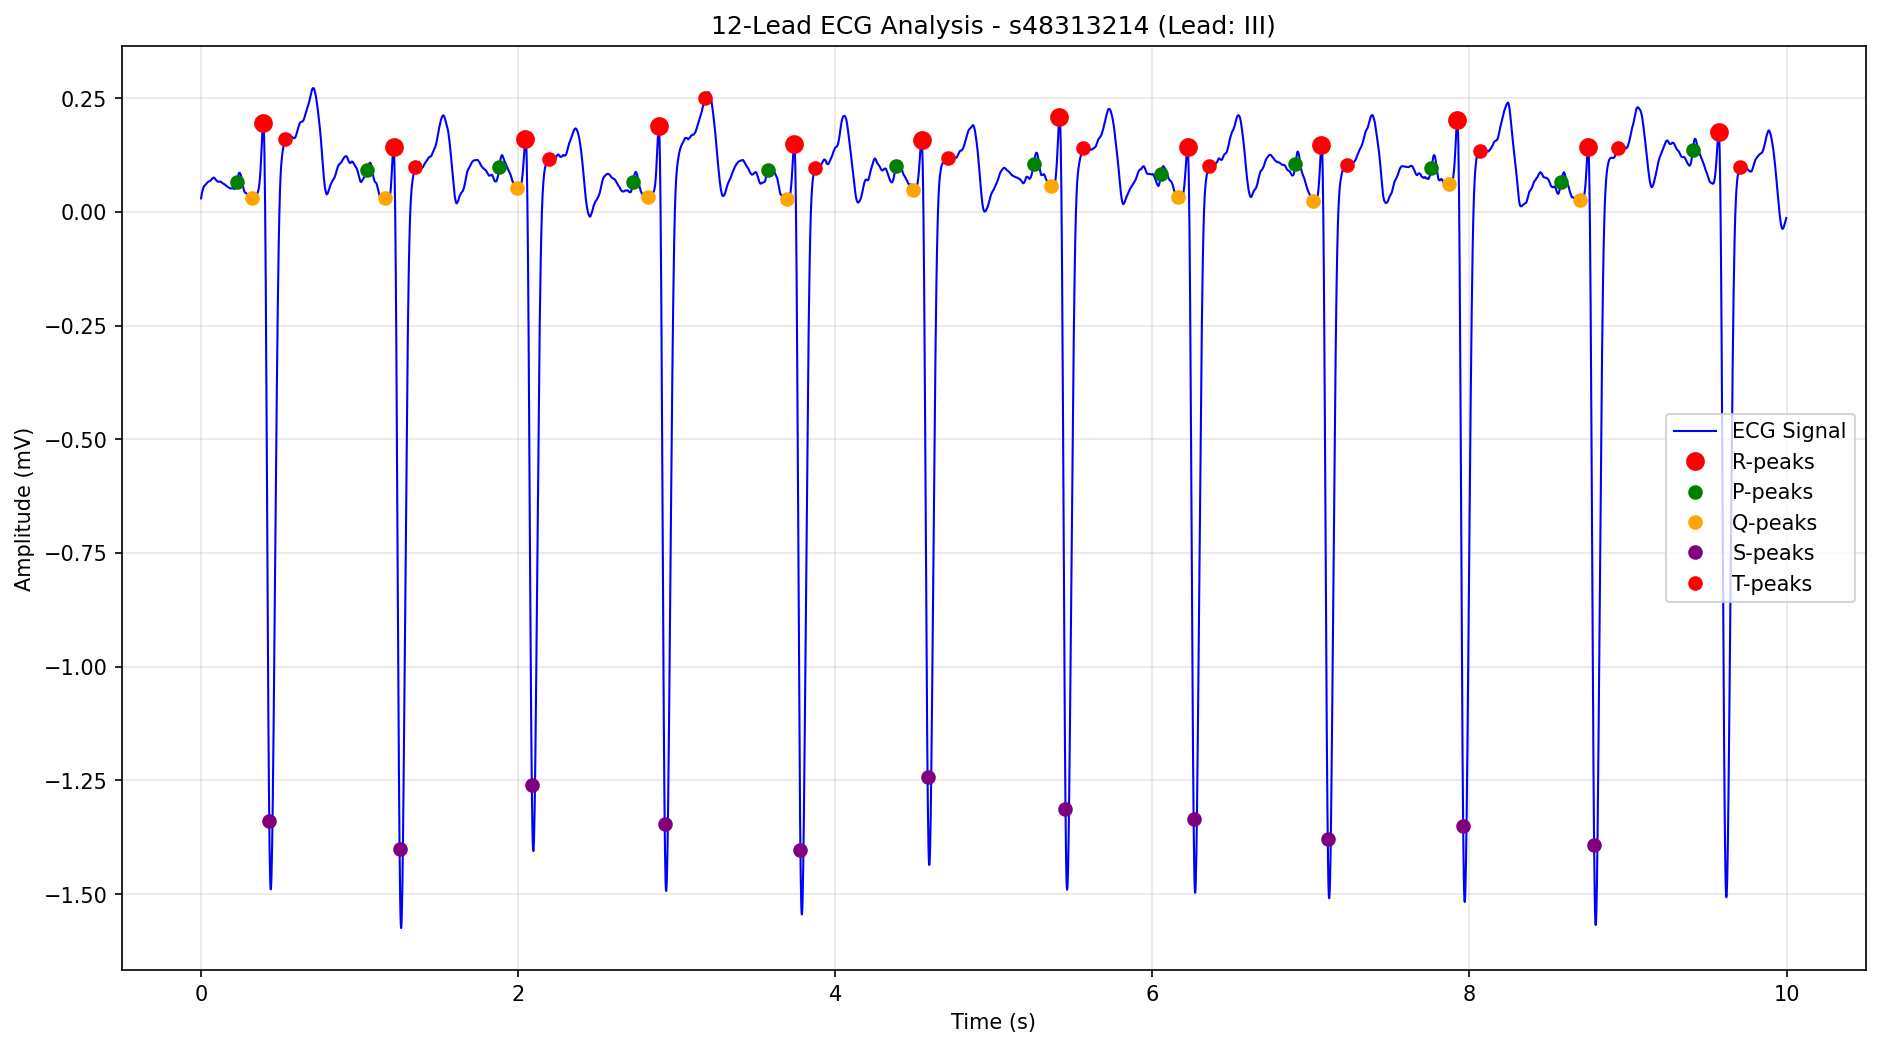 12-Lead ECG Analysis - s48313214 (Lead: III)
Amplitude (mV)
0.25
0.00
−0.25
−0.50
−0.75
−1.00
−1.25
−1.50
ECG Signal
R-peaks
P-peaks
Q-peaks
S-peaks
T-peaks
0 2 4 6 8 10
Time (s)